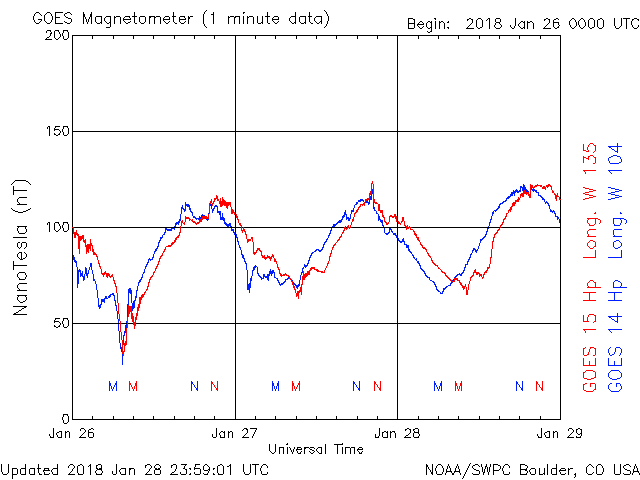 GOES Magnetometer (1 minute data)
Begin: 2018 Jan 26 0000 UTC
200
150
100
50
0
NanoTesla (nT)
M M N N M M N N M M N N
Jan 26 Jan 27 Jan 28 Jan 29
Universal Time
GOES 15 Hp Long. W 135
GOES 14 Hp Long. W 104
Updated 2018 Jan 28 23:59:01 UTC
NOAA/SWPC Boulder, CO USA